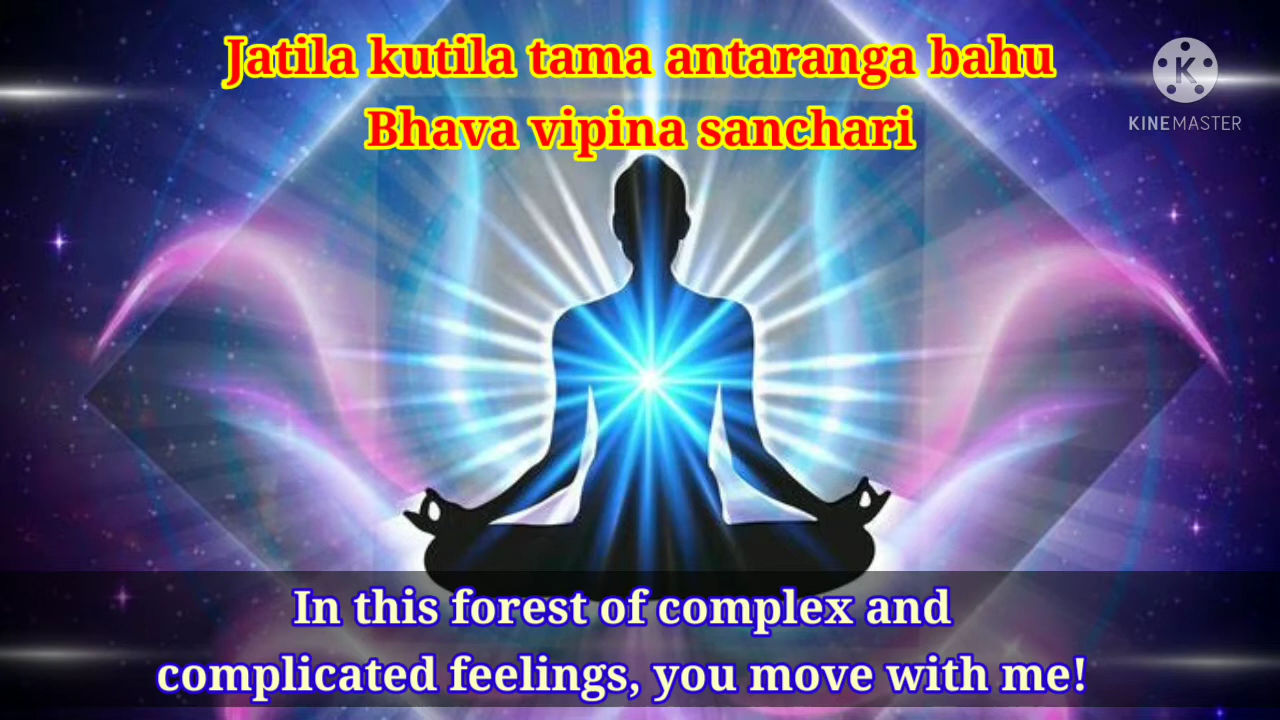 Jatila kutila tama antaranga bahu
Bhava vipina sanchari
K
KINEMASTER
In this forest of complex and
complicated feelings, you move with me!